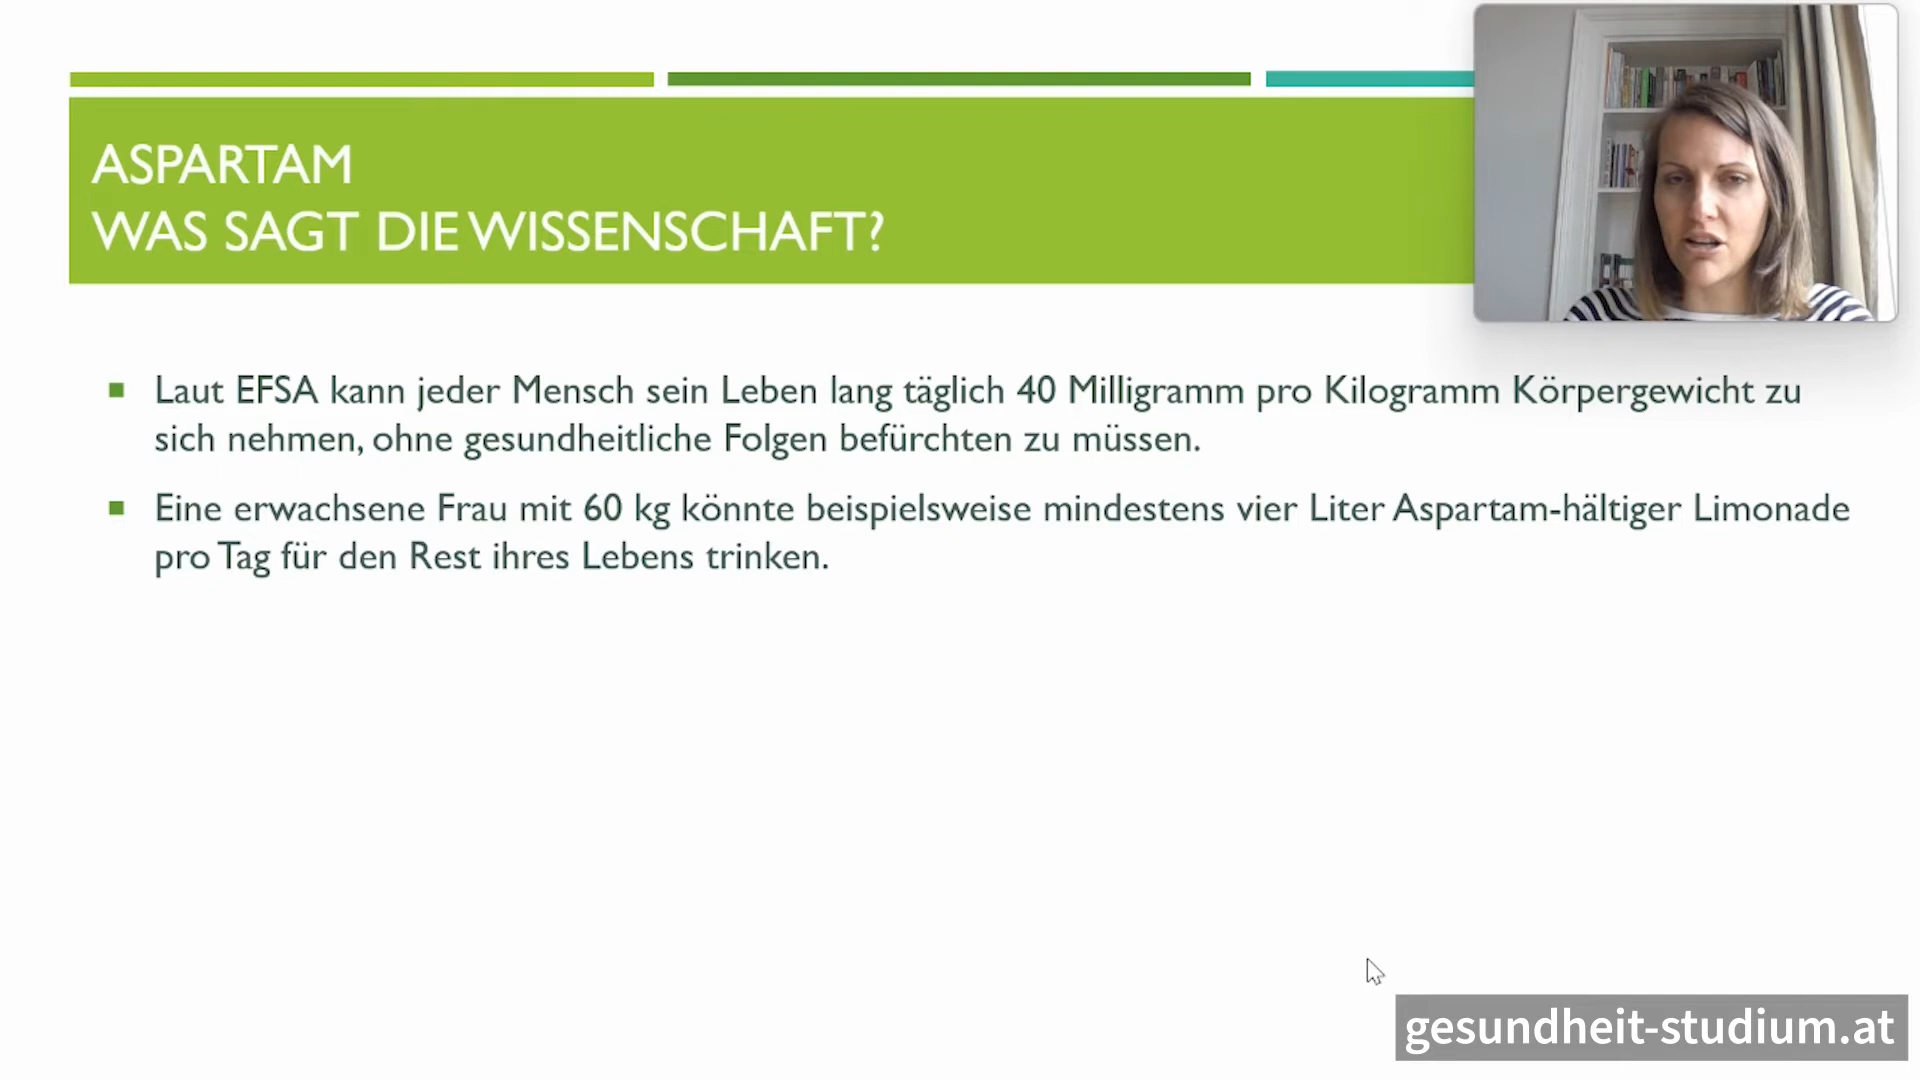 ASPARTAM
WAS SAGT DIE WISSENSCHAFT?
Laut EFSA kann jeder Mensch sein Leben lang täglich 40 Milligramm pro Kilogramm Körpergewicht zu
sich nehmen, ohne gesundheitliche Folgen befürchten zu müssen.
Eine erwachsene Frau mit 60 kg könnte beispielsweise mindestens vier Liter Aspartam-hältiger Limonade
pro Tag für den Rest ihres Lebens trinken.
gesundheit-studium.at